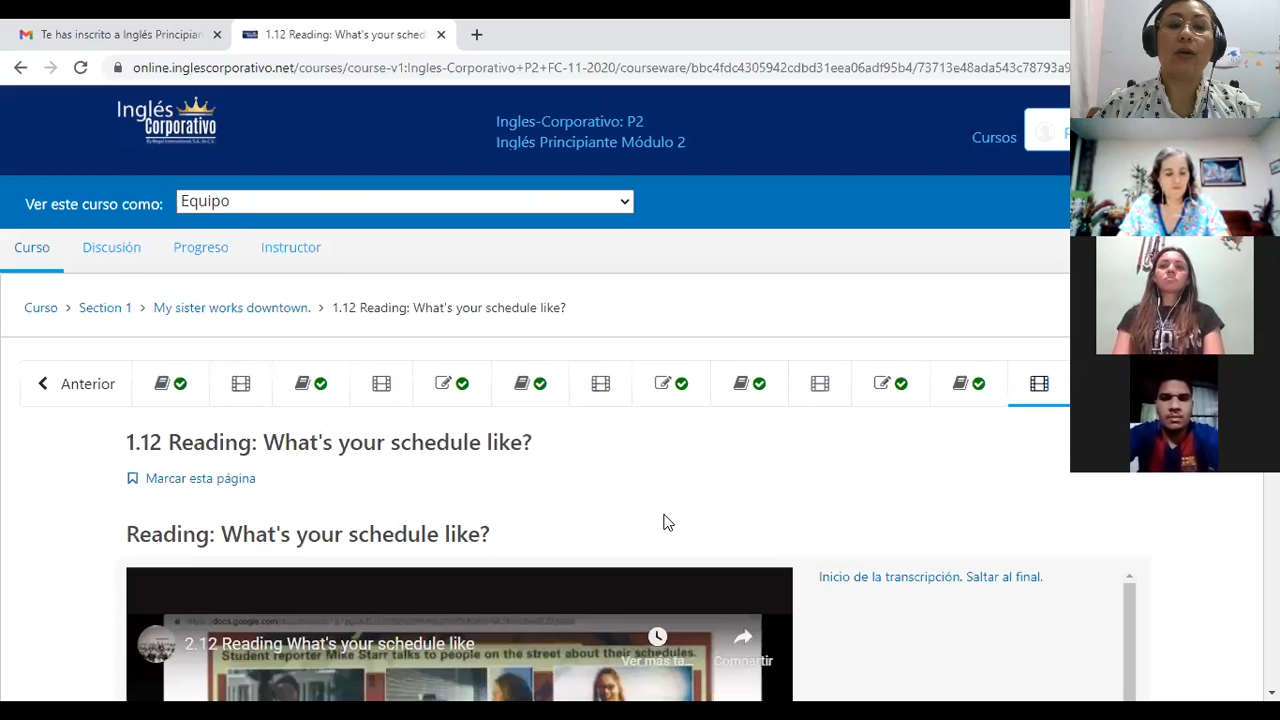 Te has inscrito a Inglés Principian
1.12 Reading: What's your sched
online.inglescorporativo.net/courses/course-v1:Ingles-Corporativo+P2+EC-11-2020/courseware/bbc4fdc4305942cdbd31eea06adf95b4/73713e48ada543c78793a9
Inglés
Corporativo
By Regal International, S.A. de C.V.
Ingles-Corporativo: P2
Inglés Principiante Módulo 2
Cursos
Ver este curso como:
Equipo
Curso
Discusión
Progreso
Instructor
Curso > Section 1 > My sister works downtown. > 1.12 Reading: What's your schedule like?
Anterior
1.12 Reading: What's your schedule like?
Marcar esta página
Reading: What's your schedule like?
Inicio de la transcripción. Saltar al final.
2.12 Reading What's your schedule like
Student reporter Mike Starr talks to people on the street about their schedules.
Ver más ta...
Compartir